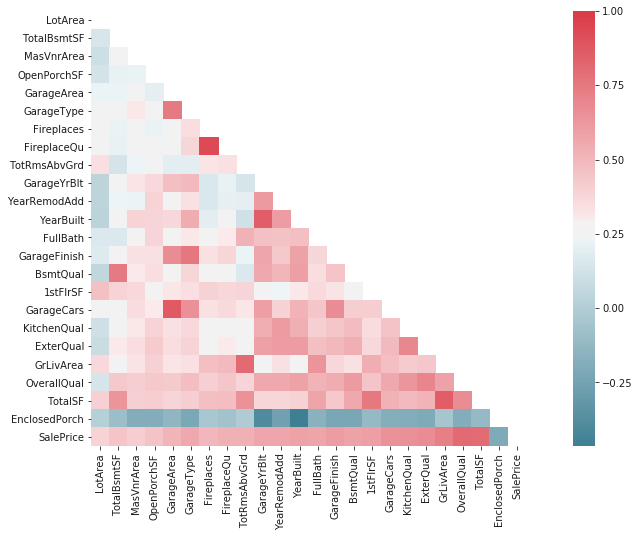 LotArea
TotalBsmtSF
MasVnrArea
OpenPorchSF
GarageArea
GarageType
Fireplaces
FireplaceQu
TotRmsAbvGrd
GarageYrBlt
YearRemodAdd
YearBuilt
FullBath
GarageFinish
BsmtQual
1stFlrSF
GarageCars
KitchenQual
ExterQual
GrLivArea
OverallQual
TotalSF
EnclosedPorch
SalePrice
LotArea
TotalBsmtSF
MasVnrArea
OpenPorchSF
GarageArea
GarageType
Fireplaces
FireplaceQu
TotRmsAbvGrd
GarageYrBlt
YearRemodAdd
YearBuilt
FullBath
GarageFinish
BsmtQual
1stFlrSF
GarageCars
KitchenQual
ExterQual
GrLivArea
OverallQual
TotalSF
EnclosedPorch
SalePrice
1.00
0.75
0.50
0.25
0.00
−0.25